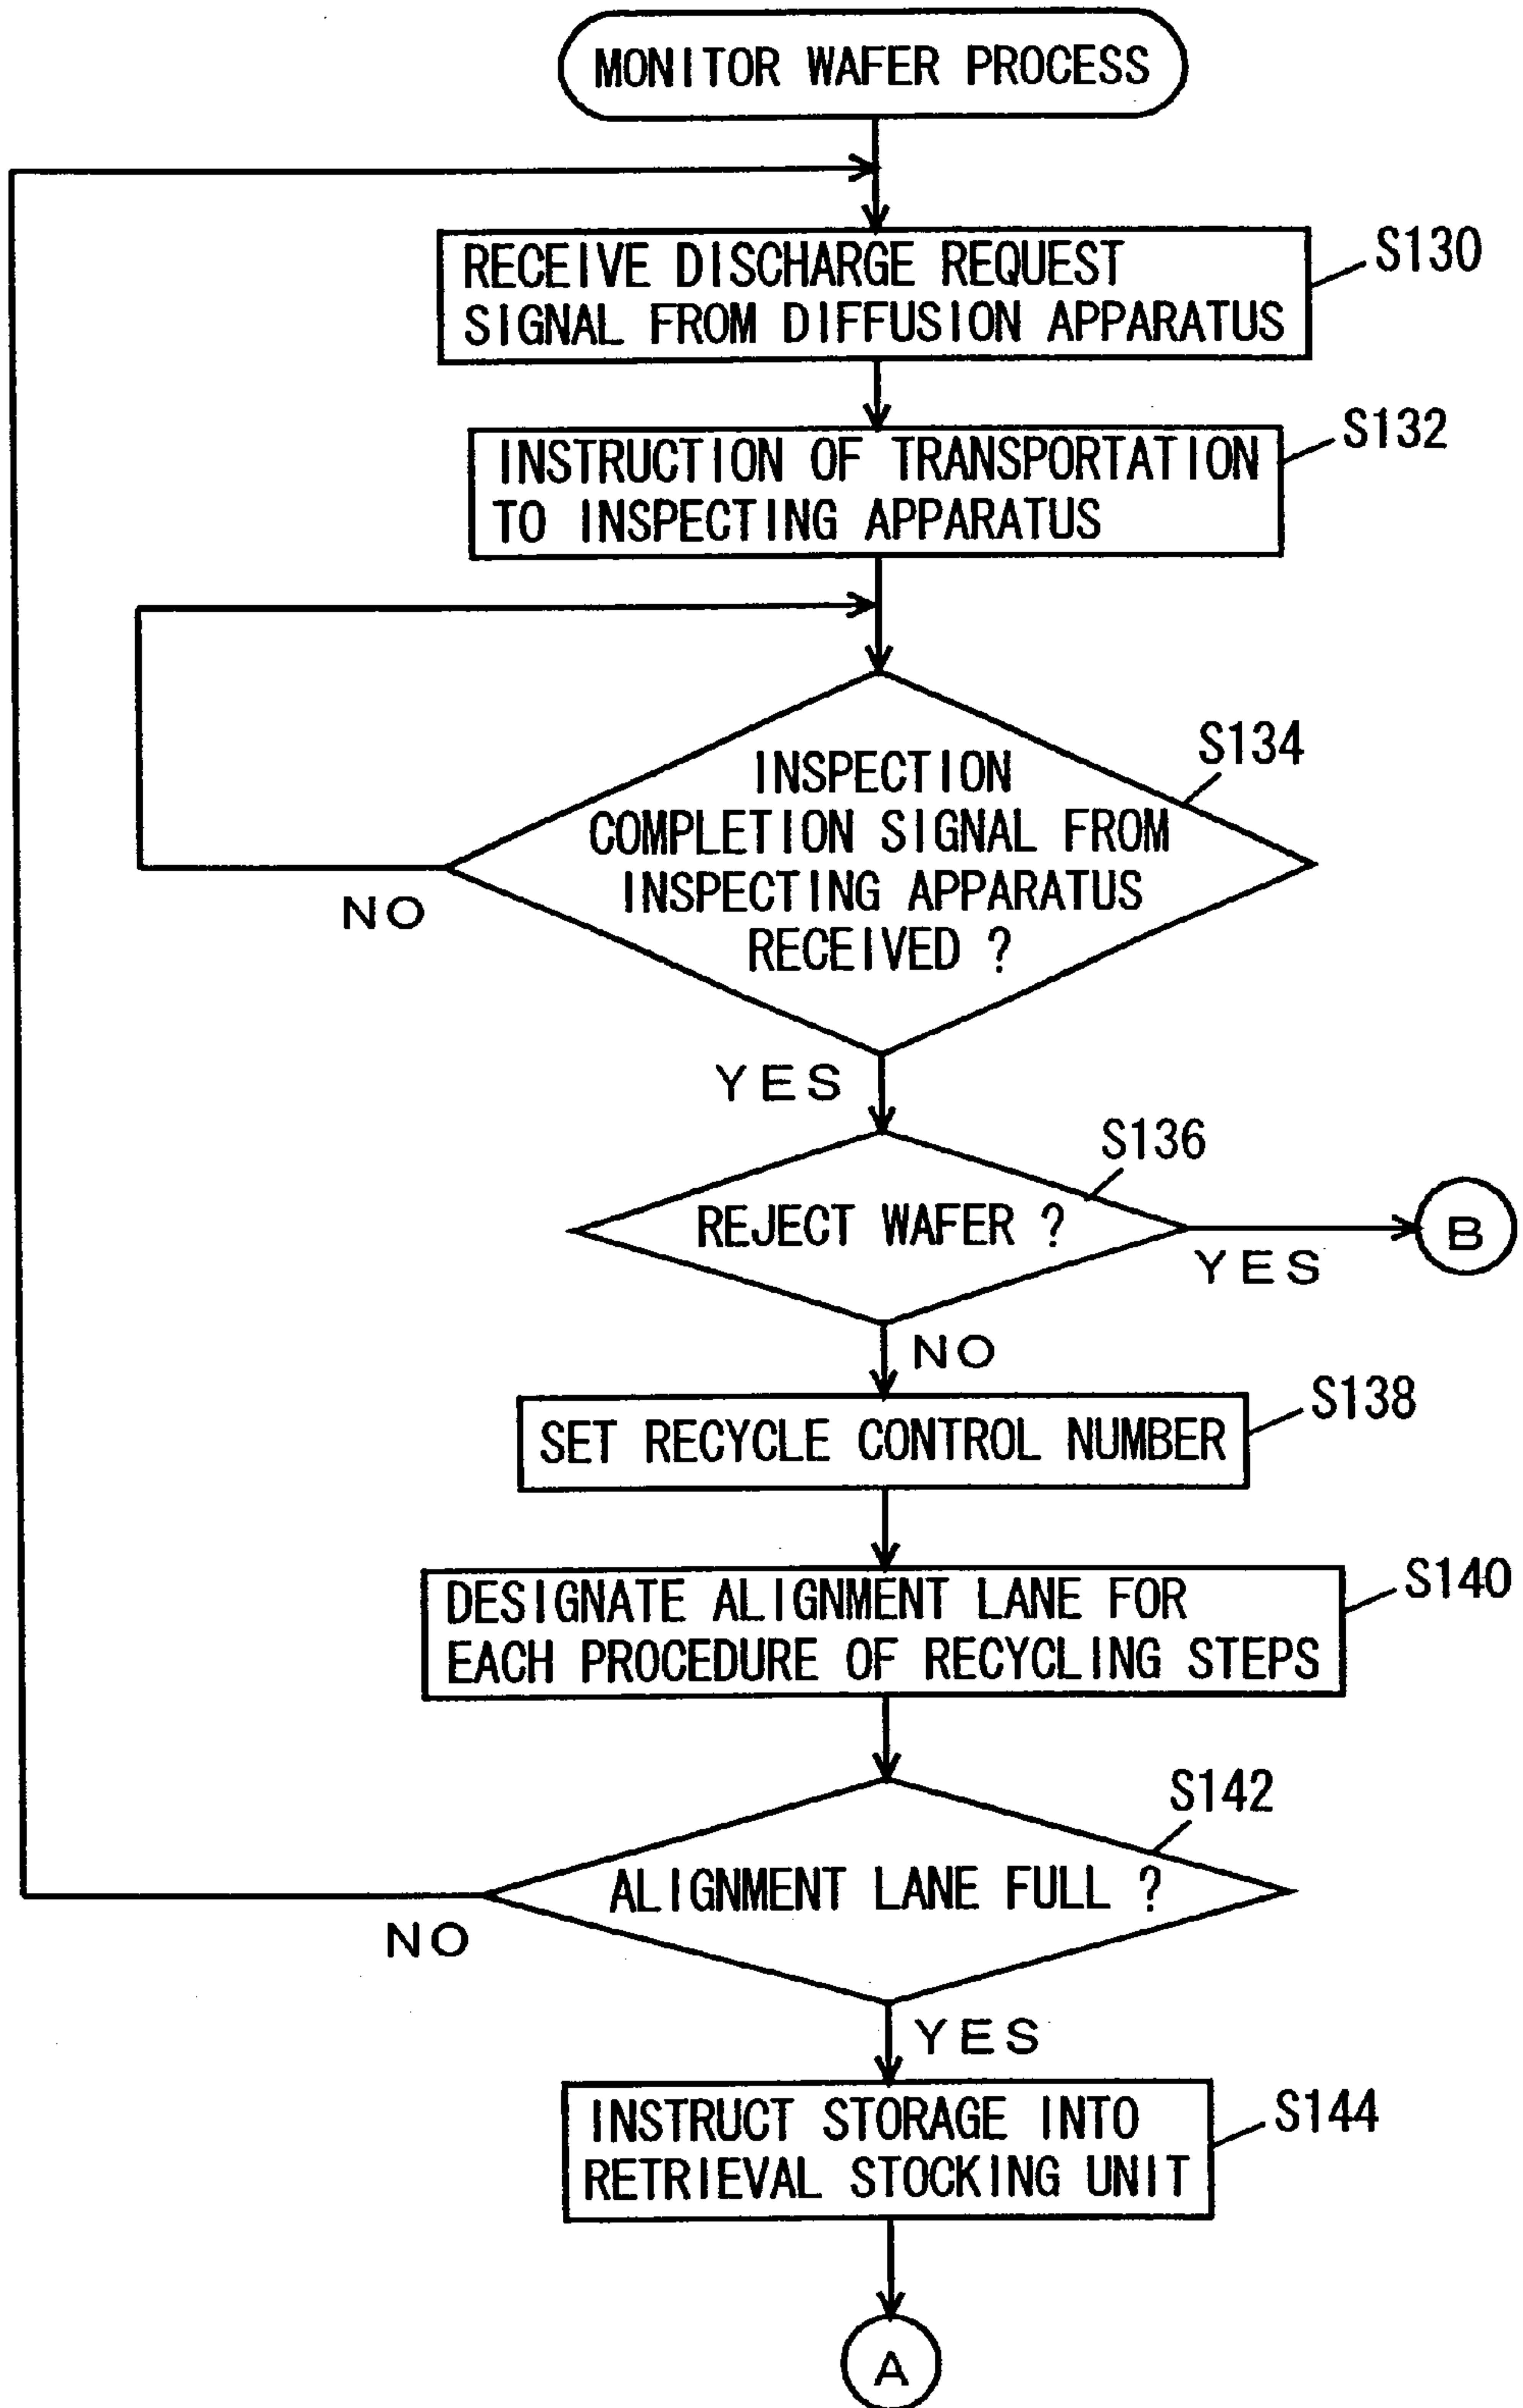 MONITOR WAFER PROCESS
RECEIVE DISCHARGE REQUEST
SIGNAL FROM DIFFUSION APPARATUS
S130
INSTRUCTION OF TRANSPORTATION
TO INSPECTING APPARATUS
S132
INSPECTION
COMPLETION SIGNAL FROM
INSPECTING APPARATUS
RECEIVED ?
S134
NO
YES
REJECT WAFER ?
S136
YES
B
NO
SET RECYCLE CONTROL NUMBER
S138
DESIGNATE ALIGNMENT LANE FOR
EACH PROCEDURE OF RECYCLING STEPS
S140
ALIGNMENT LANE FULL ?
S142
NO
YES
INSTRUCT STORAGE INTO
RETRIEVAL STOCKING UNIT
S144
A